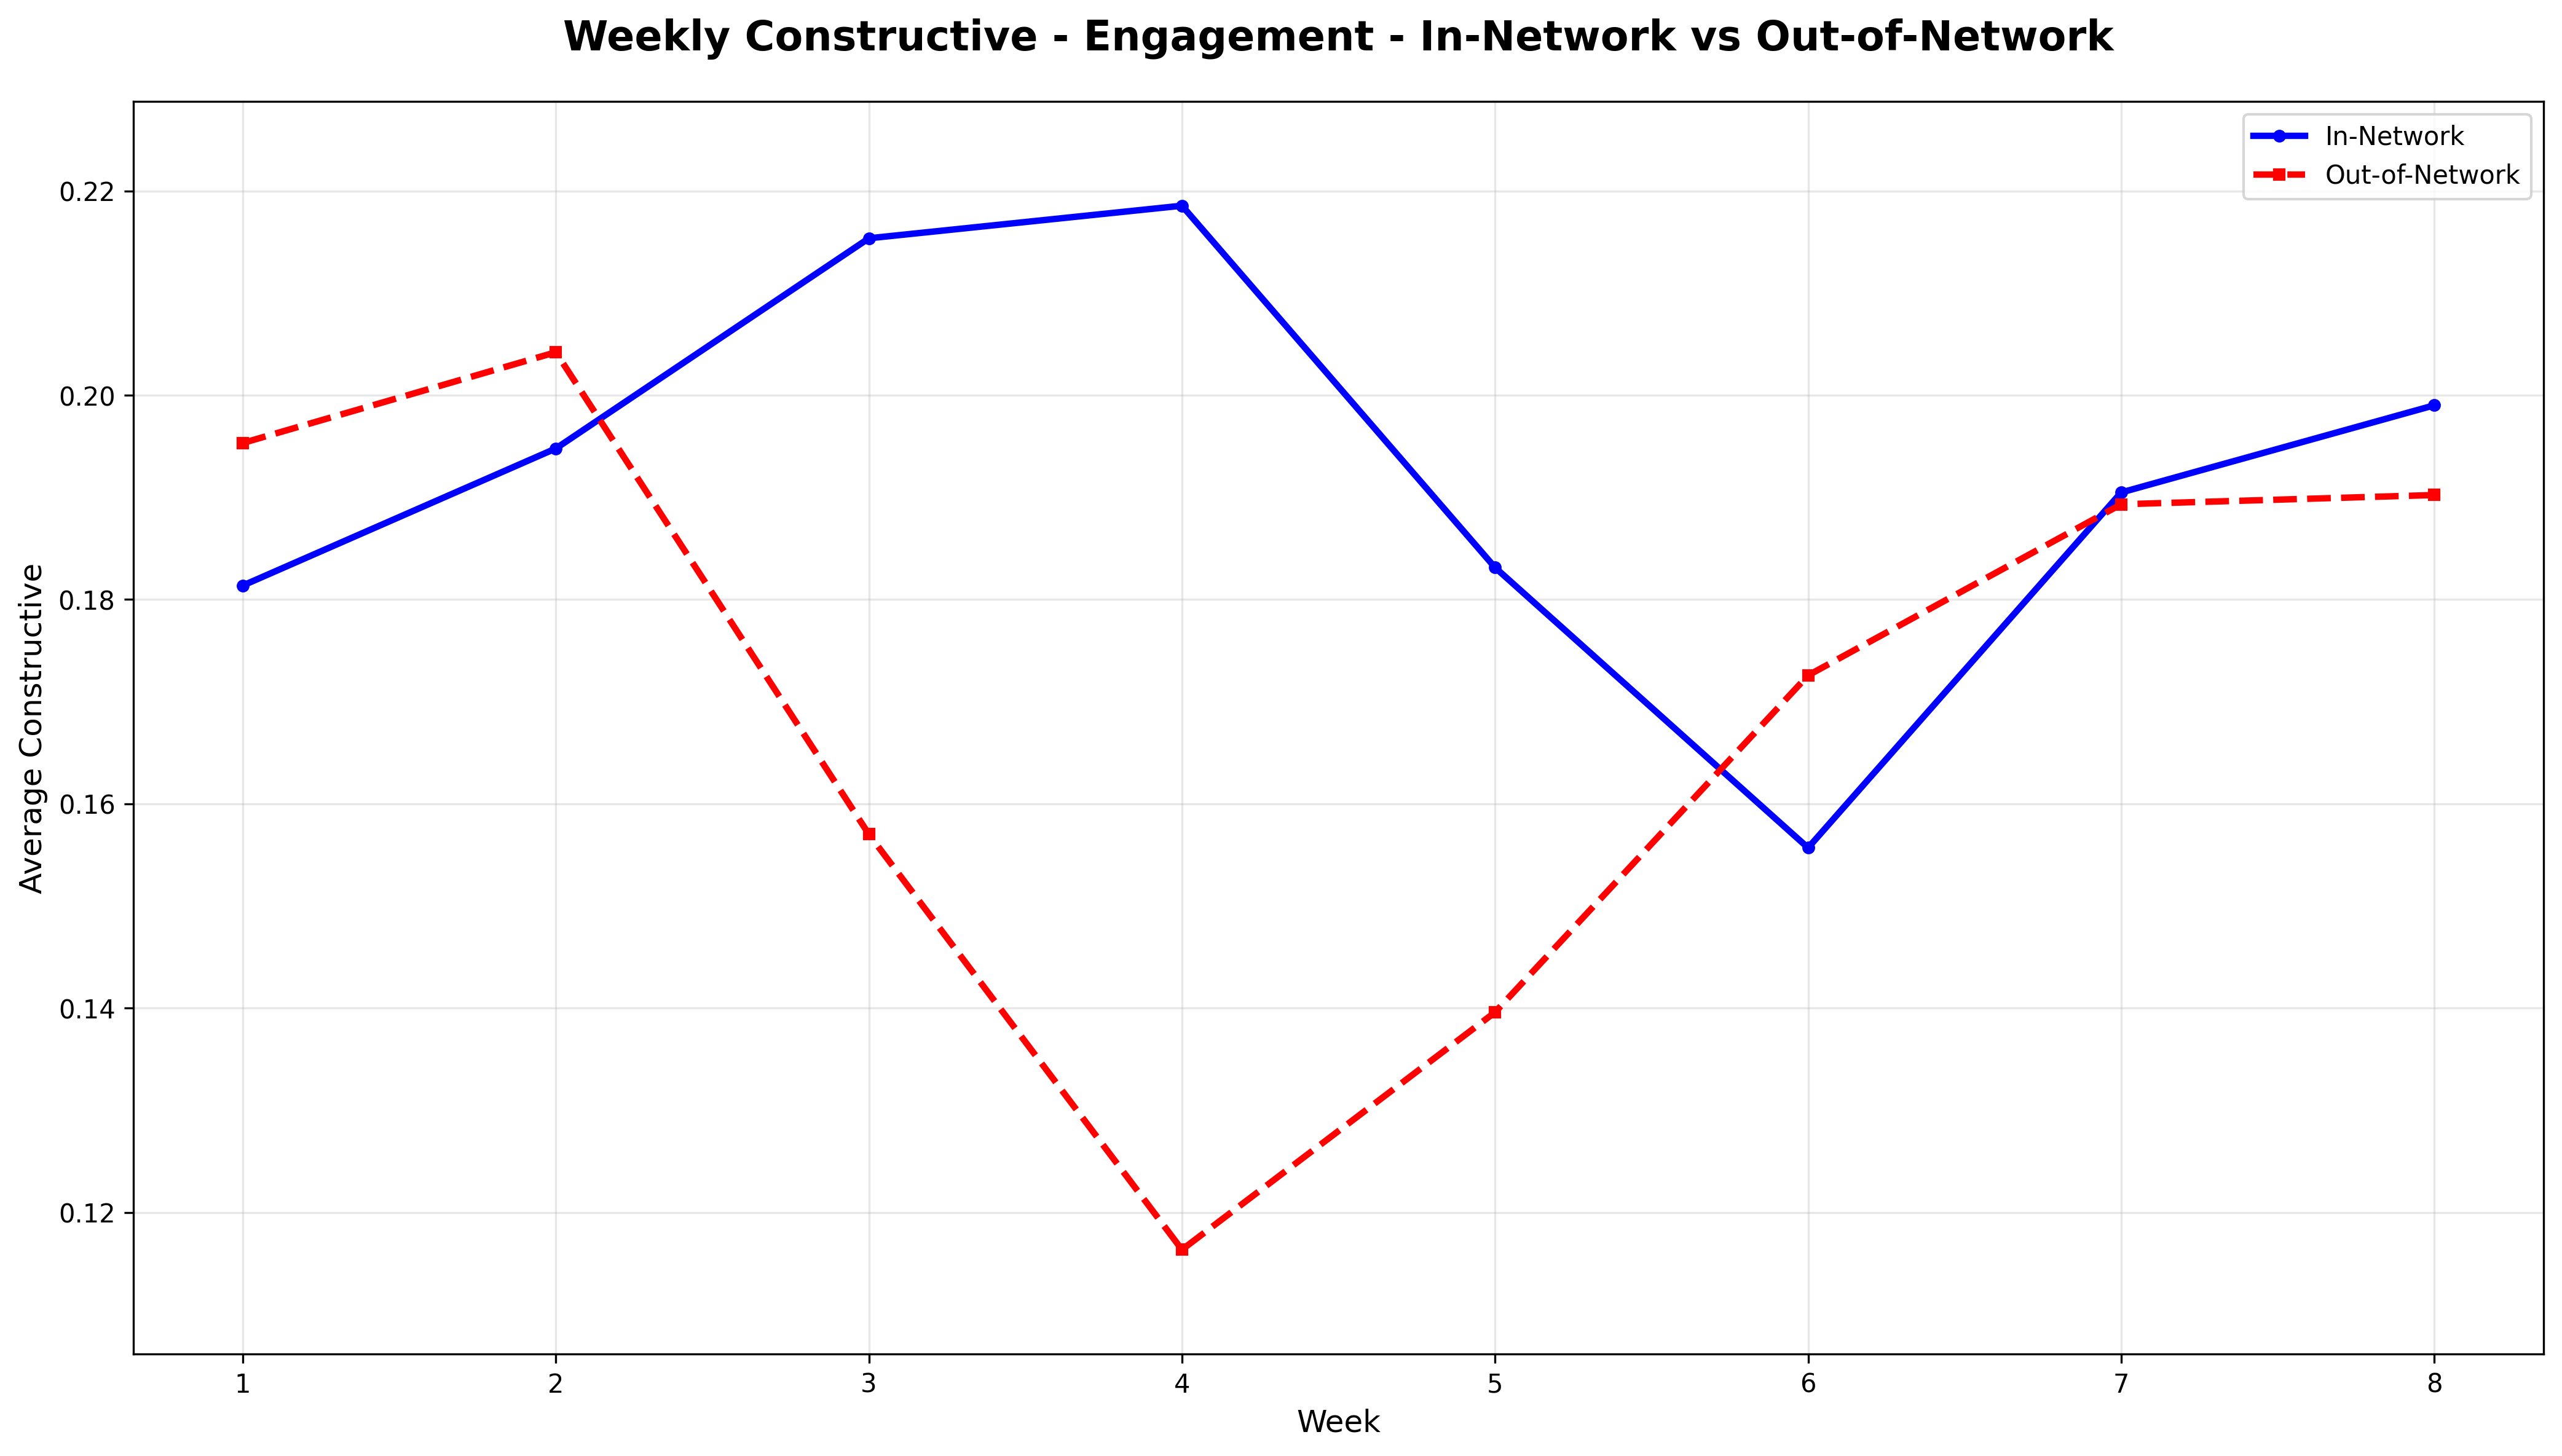 Weekly Constructive - Engagement - In-Network vs Out-of-Network
In-Network
Out-of-Network
Average Constructive
0.22
0.20
0.18
0.16
0.14
0.12
1 2 3 4 5 6 7 8
Week